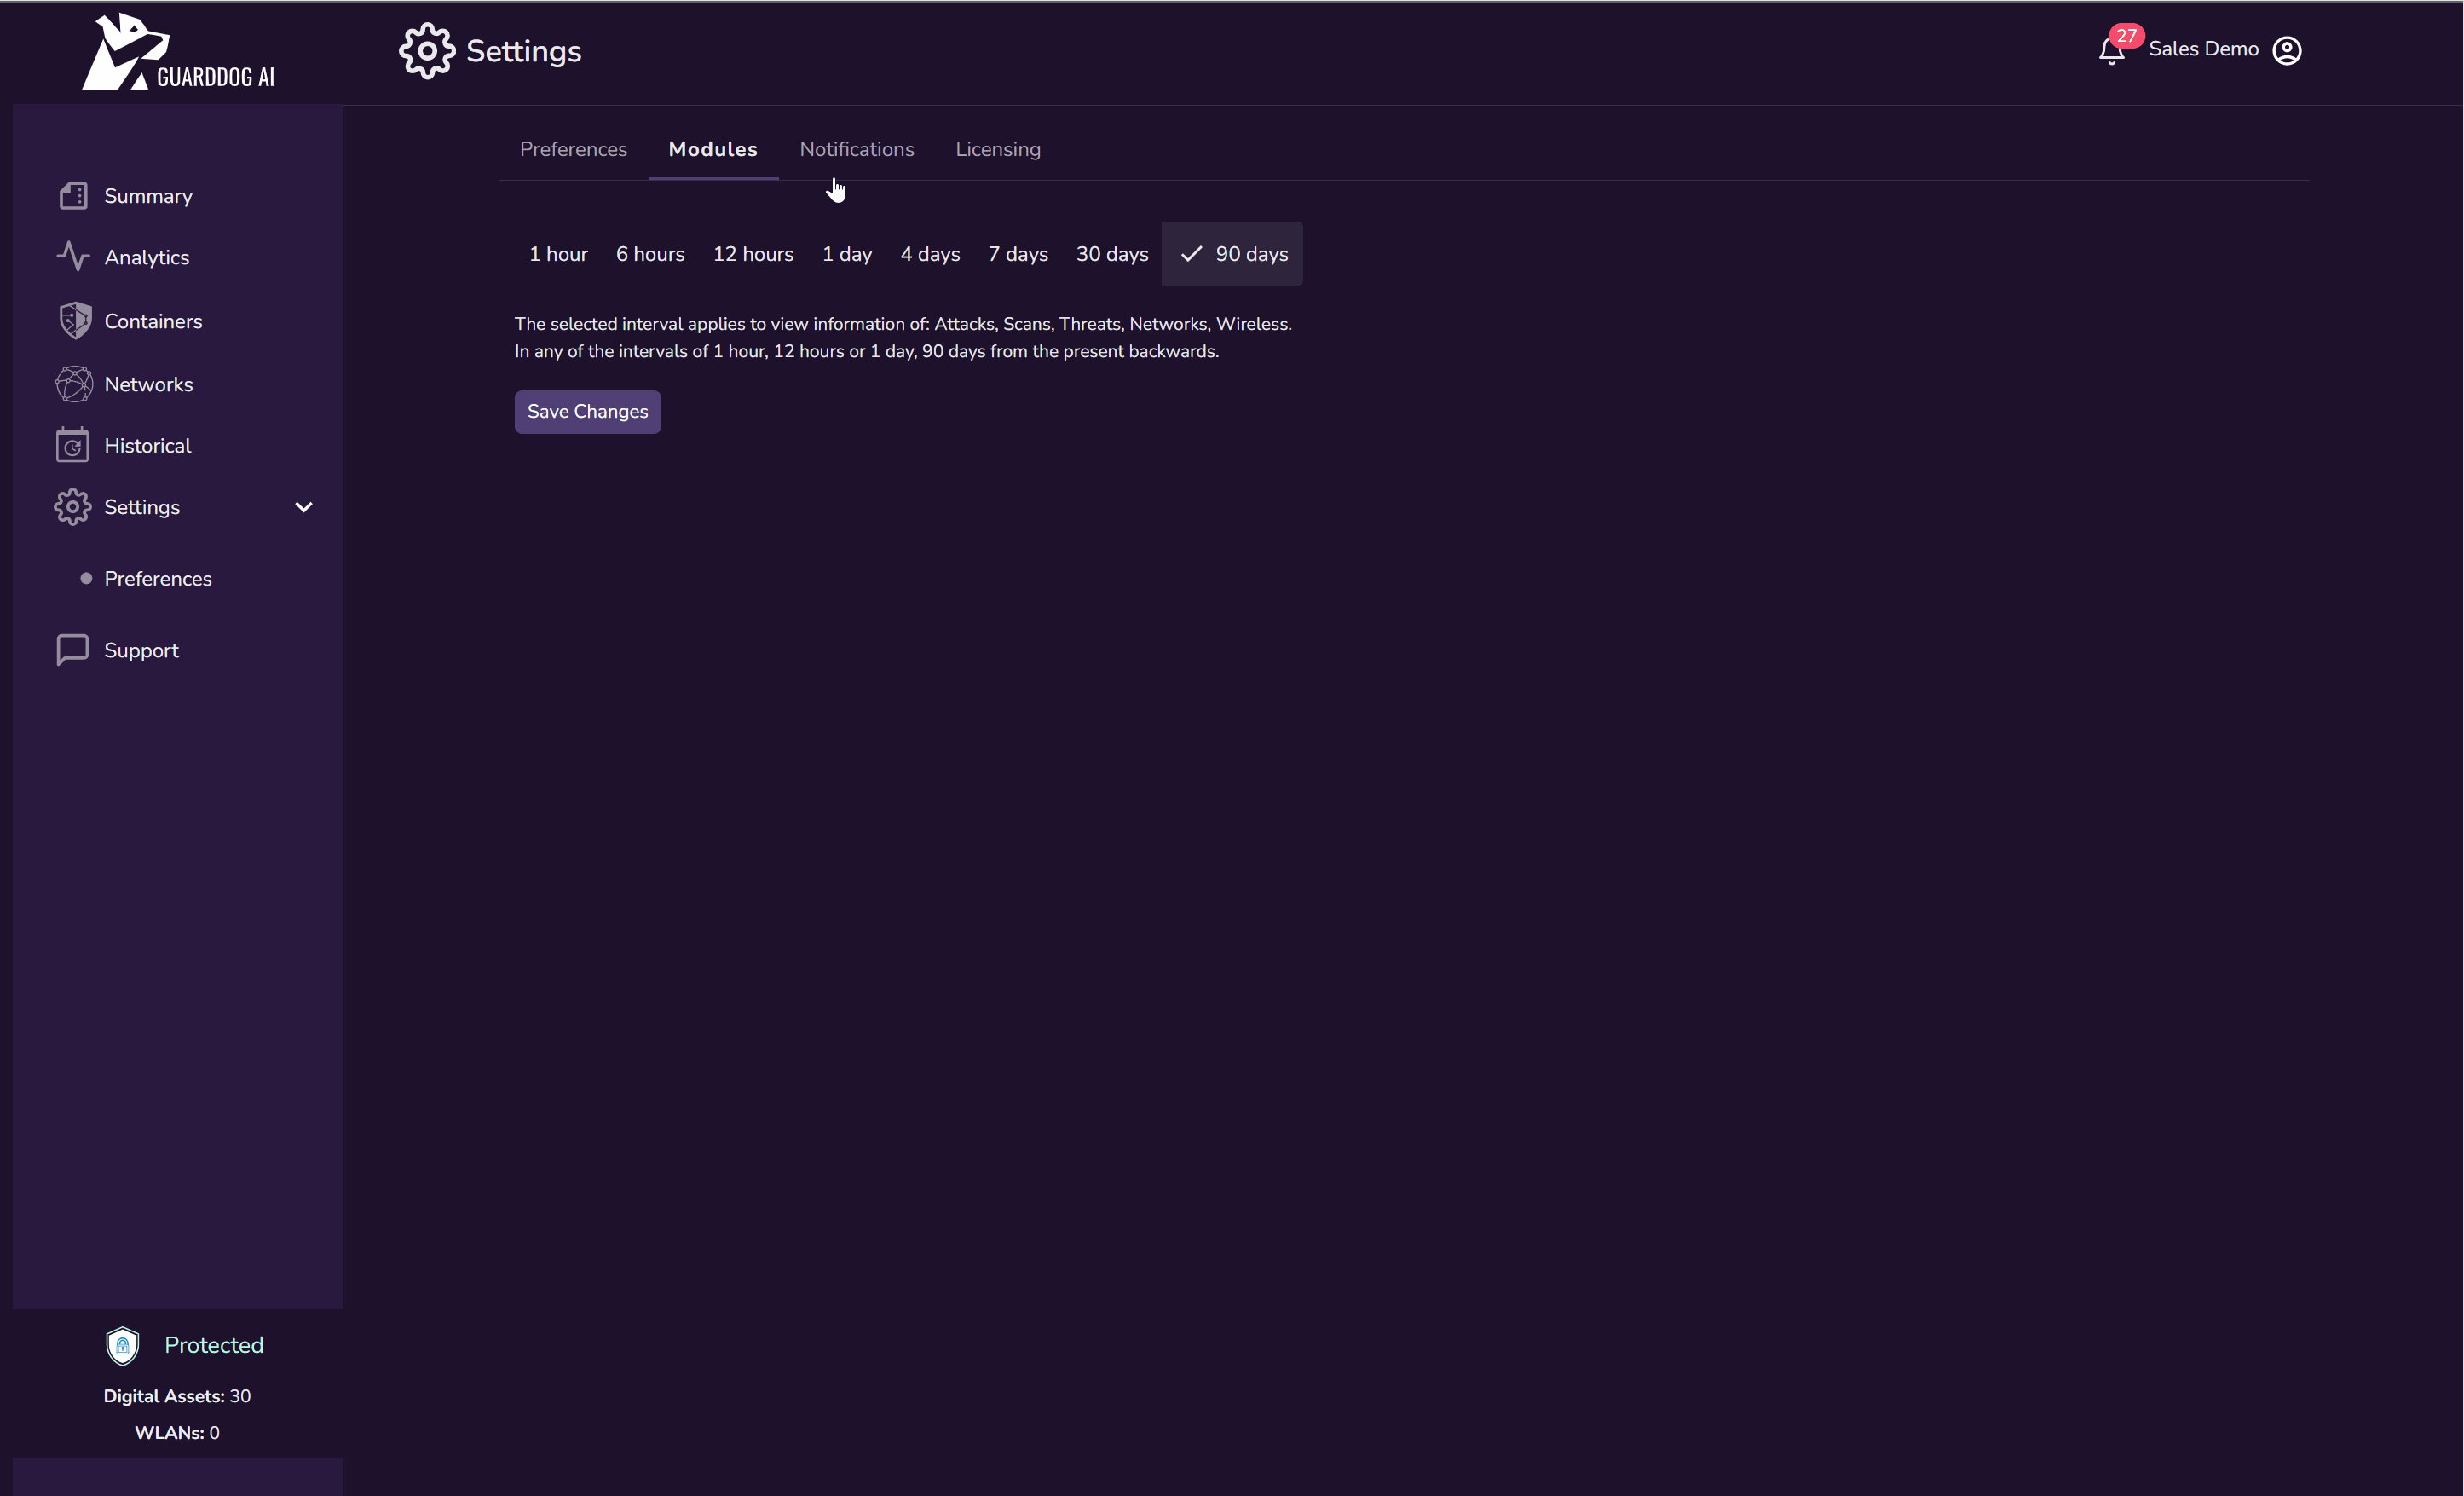 GUARDDOG AI
Settings
27
Sales Demo
Summary
Analytics
Containers
Networks
Historical
Settings
Preferences
Support
Preferences Modules Notifications Licensing
1 hour 6 hours 12 hours 1 day 4 days 7 days 30 days 90 days
The selected interval applies to view information of: Attacks, Scans, Threats, Networks, Wireless.
In any of the intervals of 1 hour, 12 hours or 1 day, 90 days from the present backwards.
Save Changes
Protected
Digital Assets: 30
WLANs: 0